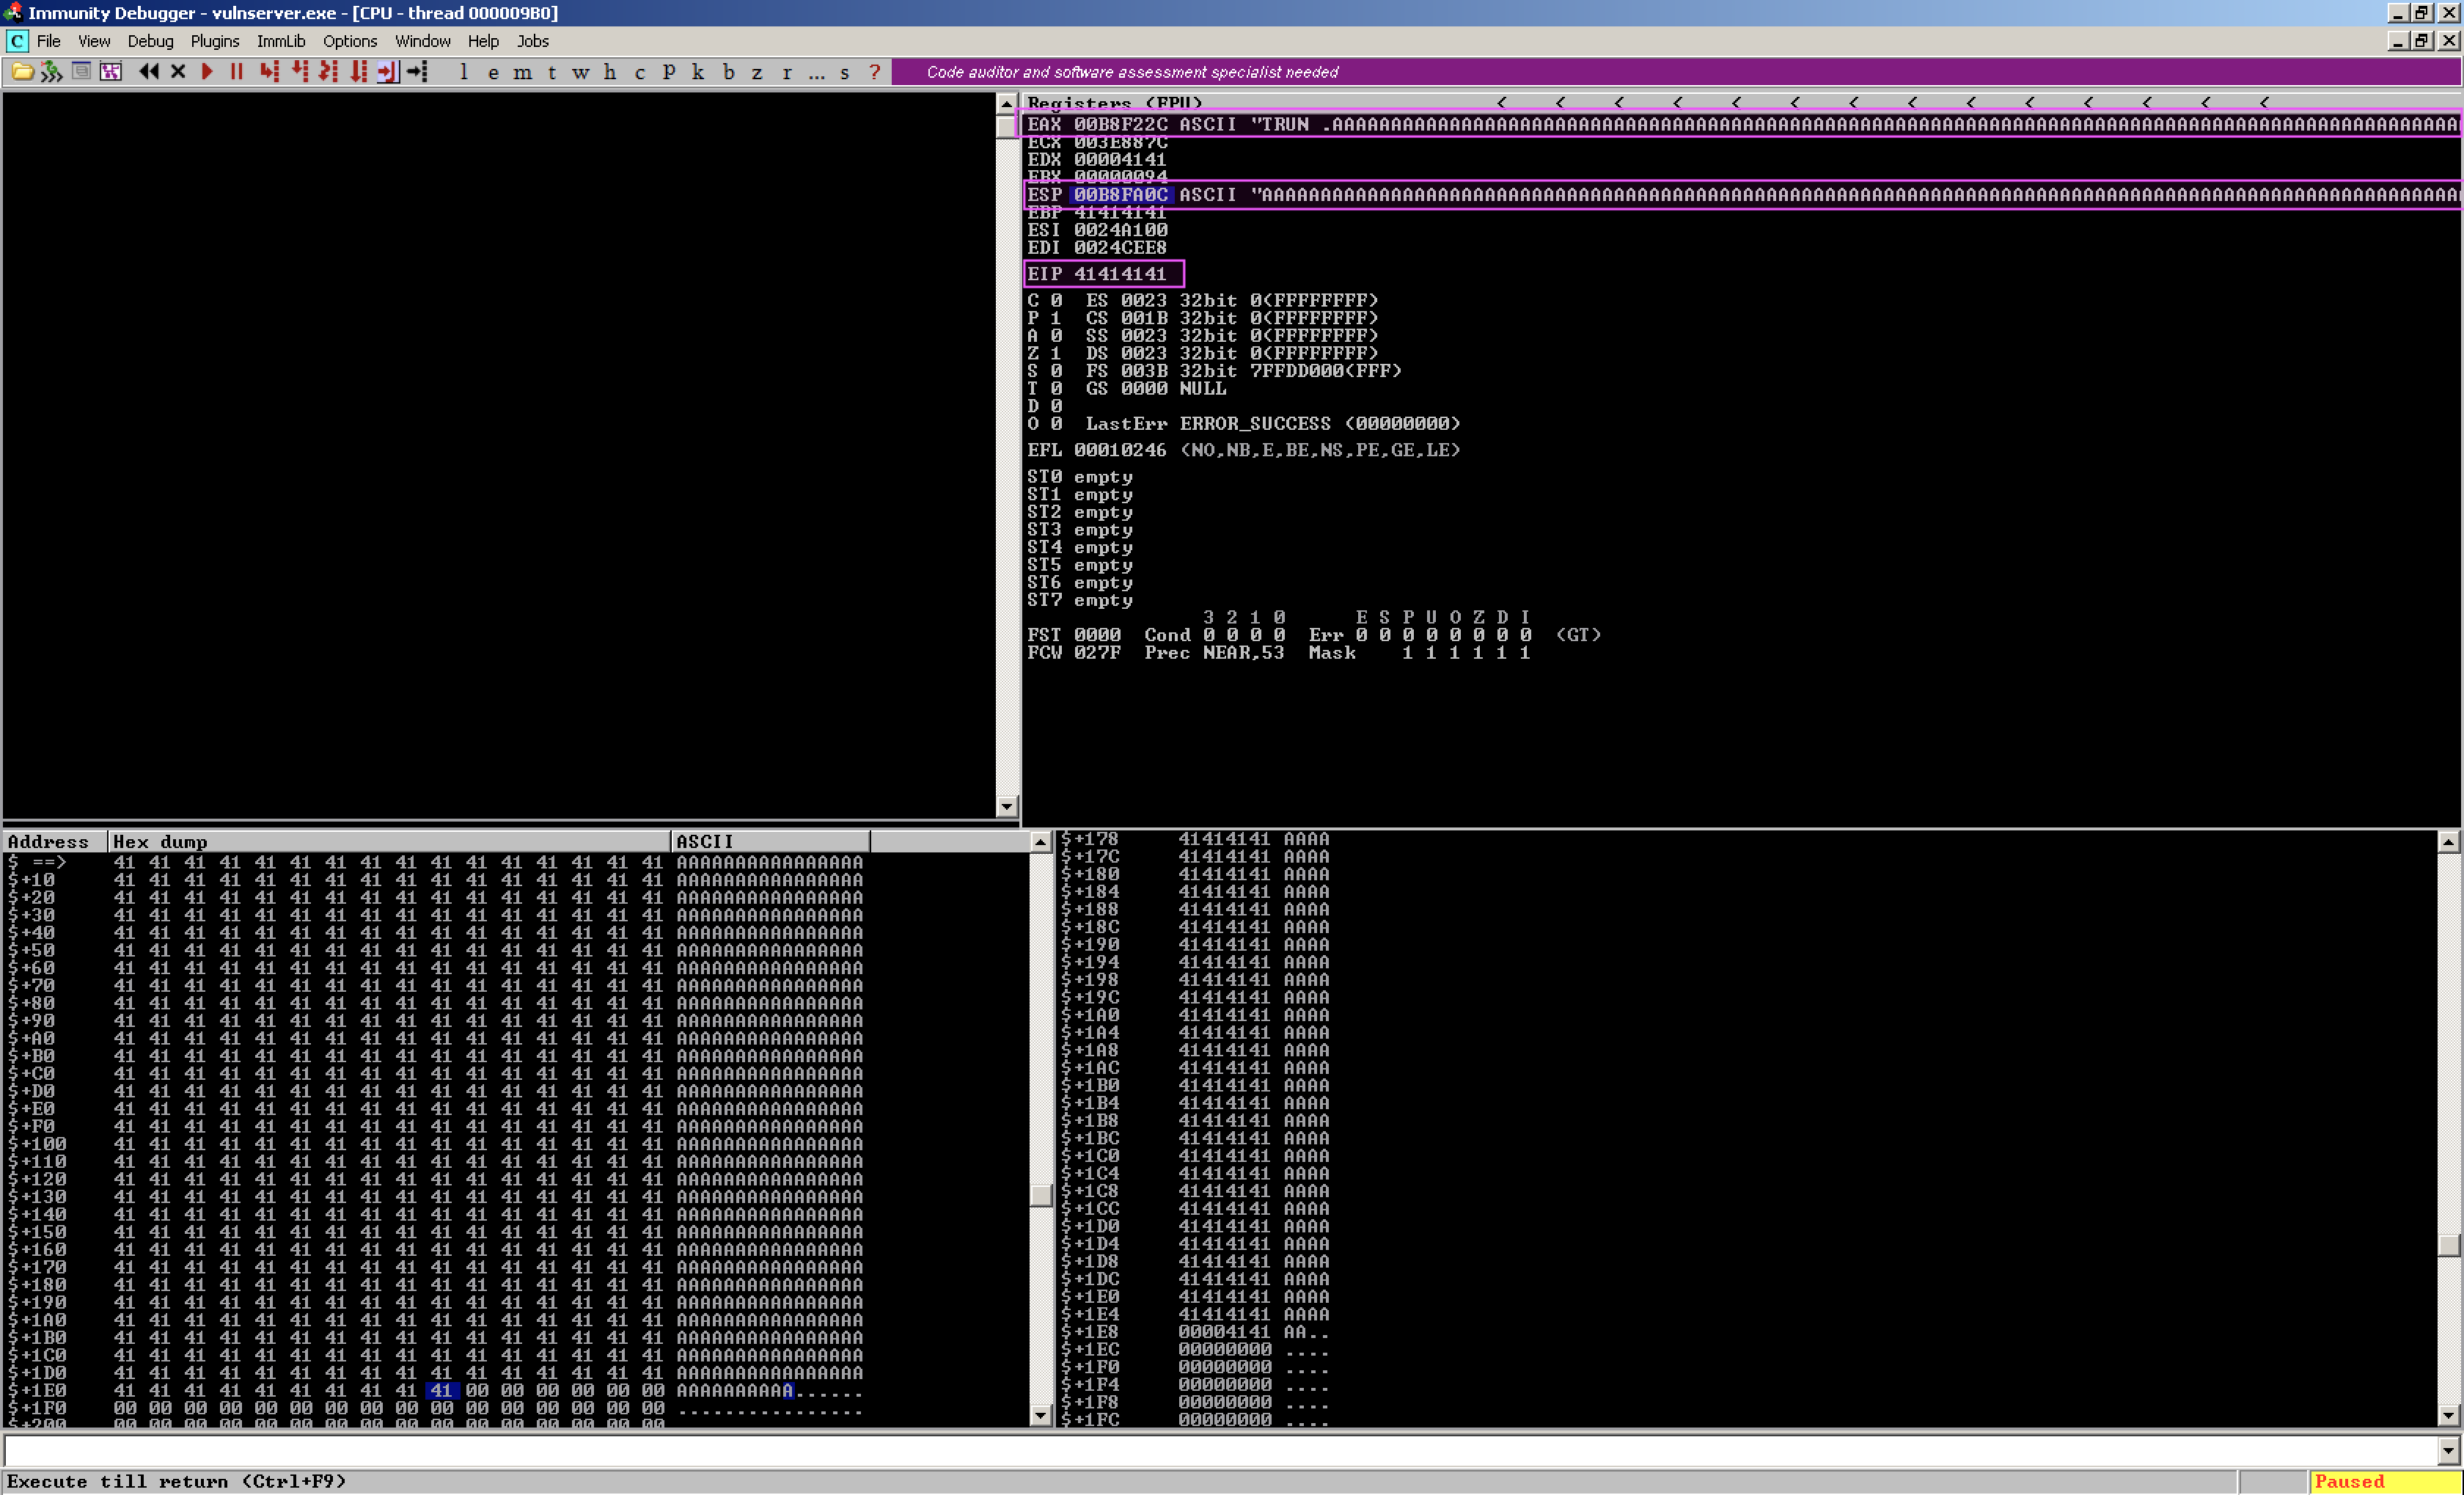 Immunity Debugger - vulnserver.exe - [CPU - thread 000009B0]
C File View Debug Plugins ImmLib Options Window Help Jobs
l e m t w h c P k b z r ... s ? Code auditor and software assessment specialist needed
Registers (FPU) < < < < < < < < < < < < < <
EAX 00B8F22C ASCII "TRUN .AAAAAAAAAAAAAAAAAAAAAAAAAAAAAAAAAAAAAAAAAAAAAAAAAAAAAAAAAAAAAAAAAAAAAAAAAAAAAAAAAAAAAAAAAAAAAAAA
ECX 003E887C
EDX 00004141
EBX 00000094
ESP 00B8FA0C ASCII "AAAAAAAAAAAAAAAAAAAAAAAAAAAAAAAAAAAAAAAAAAAAAAAAAAAAAAAAAAAAAAAAAAAAAAAAAAAAAAAAAAAAAAAAAAAAAAAAAAAAAA
EBP 41414141
ESI 0024A100
EDI 0024CEE8
EIP 41414141
C 0 ES 0023 32bit 0(FFFFFFFF)
P 1 CS 001B 32bit 0(FFFFFFFF)
A 0 SS 0023 32bit 0(FFFFFFFF)
Z 1 DS 0023 32bit 0(FFFFFFFF)
S 0 FS 003B 32bit 7FFDD000(FFF)
T 0 GS 0000 NULL
D 0
O 0 LastErr ERROR_SUCCESS (00000000)
EFL 00010246 (NO,NB,E,BE,NS,PE,GE,LE)
ST0 empty
ST1 empty
ST2 empty
ST3 empty
ST4 empty
ST5 empty
ST6 empty
ST7 empty
3 2 1 0 E S P U O Z D I
FST 0000 Cond 0 0 0 0 Err 0 0 0 0 0 0 0 0 (GT)
FCW 027F Prec NEAR,53 Mask 1 1 1 1 1 1
Address Hex dump ASCII
$ ==> 41 41 41 41 41 41 41 41 41 41 41 41 41 41 41 41 AAAAAAAAAAAAAAAA
$+10 41 41 41 41 41 41 41 41 41 41 41 41 41 41 41 41 AAAAAAAAAAAAAAAA
$+20 41 41 41 41 41 41 41 41 41 41 41 41 41 41 41 41 AAAAAAAAAAAAAAAA
$+30 41 41 41 41 41 41 41 41 41 41 41 41 41 41 41 41 AAAAAAAAAAAAAAAA
$+40 41 41 41 41 41 41 41 41 41 41 41 41 41 41 41 41 AAAAAAAAAAAAAAAA
$+50 41 41 41 41 41 41 41 41 41 41 41 41 41 41 41 41 AAAAAAAAAAAAAAAA
$+60 41 41 41 41 41 41 41 41 41 41 41 41 41 41 41 41 AAAAAAAAAAAAAAAA
$+70 41 41 41 41 41 41 41 41 41 41 41 41 41 41 41 41 AAAAAAAAAAAAAAAA
$+80 41 41 41 41 41 41 41 41 41 41 41 41 41 41 41 41 AAAAAAAAAAAAAAAA
$+90 41 41 41 41 41 41 41 41 41 41 41 41 41 41 41 41 AAAAAAAAAAAAAAAA
$+A0 41 41 41 41 41 41 41 41 41 41 41 41 41 41 41 41 AAAAAAAAAAAAAAAA
$+B0 41 41 41 41 41 41 41 41 41 41 41 41 41 41 41 41 AAAAAAAAAAAAAAAA
$+C0 41 41 41 41 41 41 41 41 41 41 41 41 41 41 41 41 AAAAAAAAAAAAAAAA
$+D0 41 41 41 41 41 41 41 41 41 41 41 41 41 41 41 41 AAAAAAAAAAAAAAAA
$+E0 41 41 41 41 41 41 41 41 41 41 41 41 41 41 41 41 AAAAAAAAAAAAAAAA
$+F0 41 41 41 41 41 41 41 41 41 41 41 41 41 41 41 41 AAAAAAAAAAAAAAAA
$+100 41 41 41 41 41 41 41 41 41 41 41 41 41 41 41 41 AAAAAAAAAAAAAAAA
$+110 41 41 41 41 41 41 41 41 41 41 41 41 41 41 41 41 AAAAAAAAAAAAAAAA
$+120 41 41 41 41 41 41 41 41 41 41 41 41 41 41 41 41 AAAAAAAAAAAAAAAA
$+130 41 41 41 41 41 41 41 41 41 41 41 41 41 41 41 41 AAAAAAAAAAAAAAAA
$+140 41 41 41 41 41 41 41 41 41 41 41 41 41 41 41 41 AAAAAAAAAAAAAAAA
$+150 41 41 41 41 41 41 41 41 41 41 41 41 41 41 41 41 AAAAAAAAAAAAAAAA
$+160 41 41 41 41 41 41 41 41 41 41 41 41 41 41 41 41 AAAAAAAAAAAAAAAA
$+170 41 41 41 41 41 41 41 41 41 41 41 41 41 41 41 41 AAAAAAAAAAAAAAAA
$+180 41 41 41 41 41 41 41 41 41 41 41 41 41 41 41 41 AAAAAAAAAAAAAAAA
$+190 41 41 41 41 41 41 41 41 41 41 41 41 41 41 41 41 AAAAAAAAAAAAAAAA
$+1A0 41 41 41 41 41 41 41 41 41 41 41 41 41 41 41 41 AAAAAAAAAAAAAAAA
$+1B0 41 41 41 41 41 41 41 41 41 41 41 41 41 41 41 41 AAAAAAAAAAAAAAAA
$+1C0 41 41 41 41 41 41 41 41 41 41 41 41 41 41 41 41 AAAAAAAAAAAAAAAA
$+1D0 41 41 41 41 41 41 41 41 41 41 41 41 41 41 41 41 AAAAAAAAAAAAAAAA
$+1E0 41 41 41 41 41 41 41 41 41 41 00 00 00 00 00 00 AAAAAAAAAA......
$+1F0 00 00 00 00 00 00 00 00 00 00 00 00 00 00 00 00 ................
$+200 00 00 00 00 00 00 00 00 00 00 00 00 00 00 00 00
$+178 41414141 AAAA
$+17C 41414141 AAAA
$+180 41414141 AAAA
$+184 41414141 AAAA
$+188 41414141 AAAA
$+18C 41414141 AAAA
$+190 41414141 AAAA
$+194 41414141 AAAA
$+198 41414141 AAAA
$+19C 41414141 AAAA
$+1A0 41414141 AAAA
$+1A4 41414141 AAAA
$+1A8 41414141 AAAA
$+1AC 41414141 AAAA
$+1B0 41414141 AAAA
$+1B4 41414141 AAAA
$+1B8 41414141 AAAA
$+1BC 41414141 AAAA
$+1C0 41414141 AAAA
$+1C4 41414141 AAAA
$+1C8 41414141 AAAA
$+1CC 41414141 AAAA
$+1D0 41414141 AAAA
$+1D4 41414141 AAAA
$+1D8 41414141 AAAA
$+1DC 41414141 AAAA
$+1E0 41414141 AAAA
$+1E4 41414141 AAAA
$+1E8 00004141 AA..
$+1EC 00000000 ....
$+1F0 00000000 ....
$+1F4 00000000 ....
$+1F8 00000000 ....
$+1FC 00000000 ....
Execute till return (Ctrl+F9)
Paused